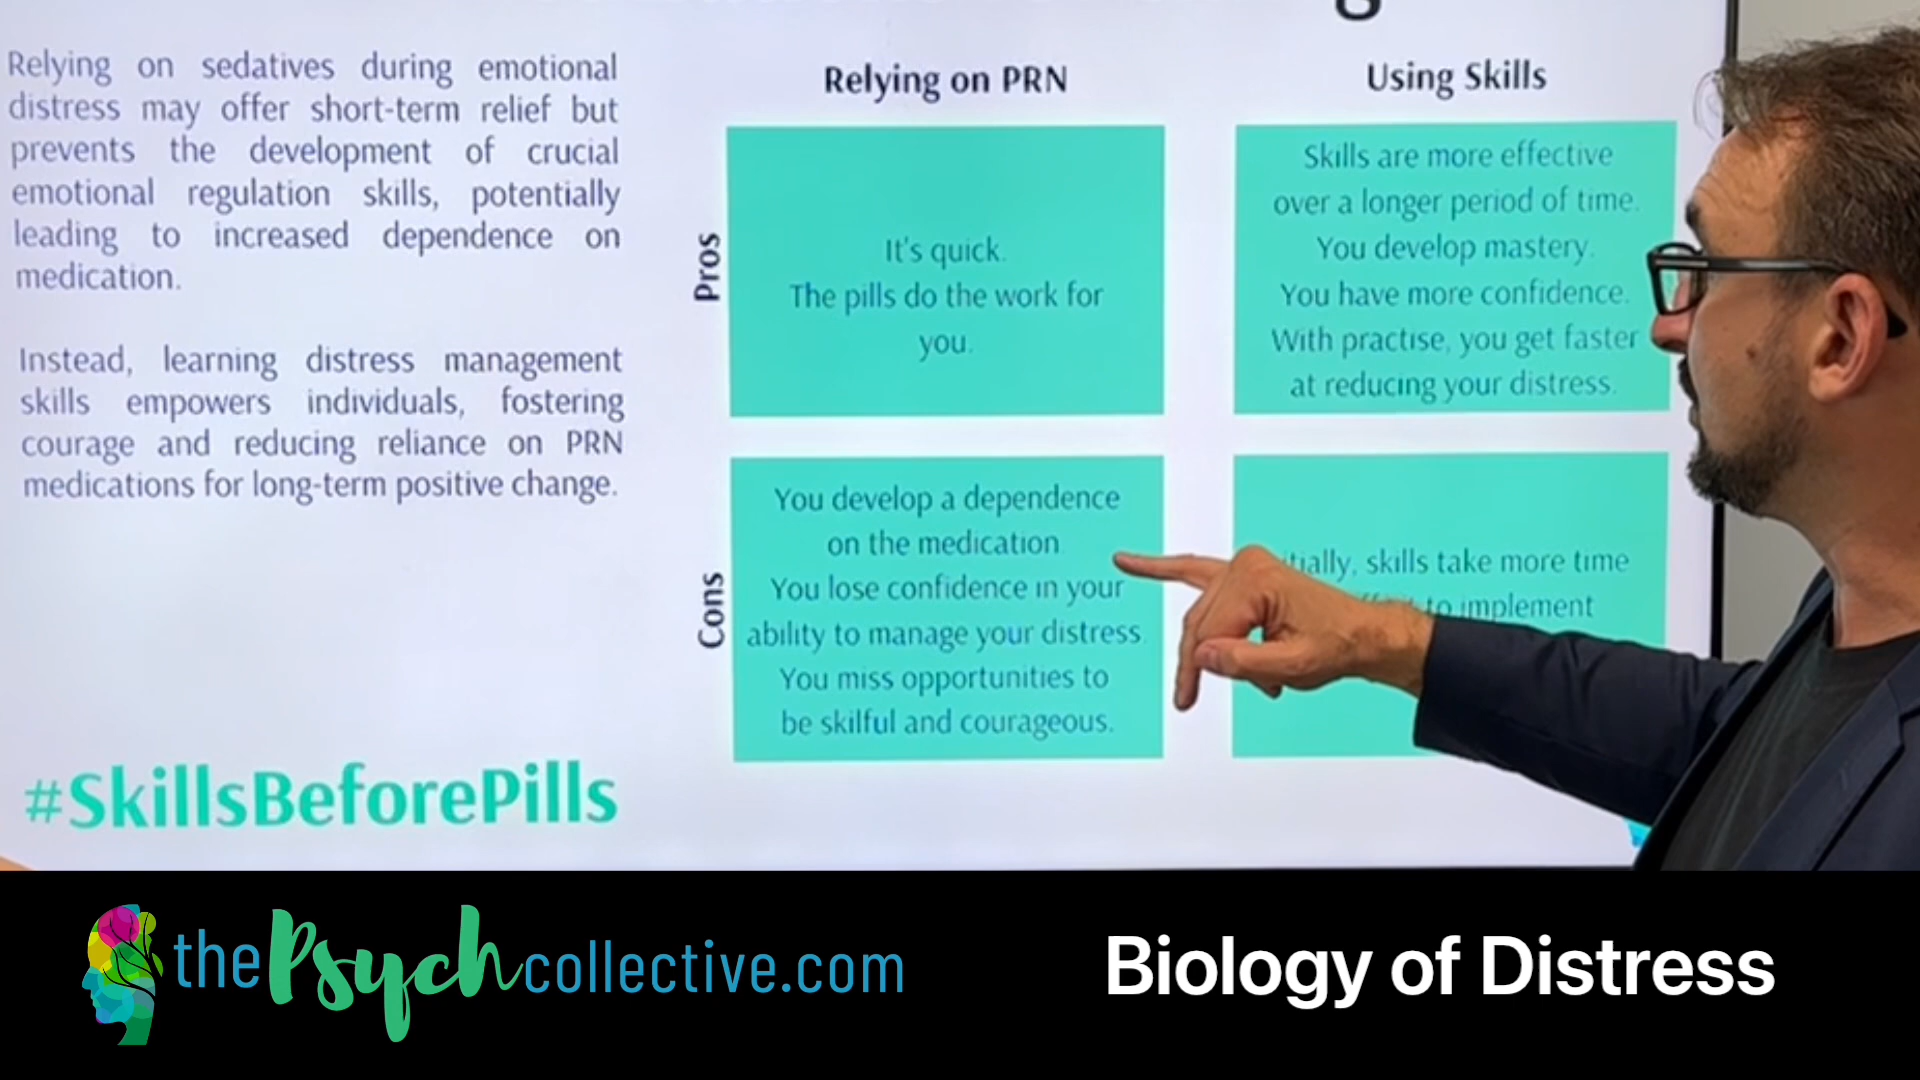 Relying on sedatives during emotional
distress may offer short-term relief but
prevents the development of crucial
emotional regulation skills, potentially
leading to increased dependence on
medication.
Instead, learning distress management
skills empowers individuals, fostering
courage and reducing reliance on PRN
medications for long-term positive change.
#SkillsBeforePills
Relying on PRN
Using Skills
Pros
It's quick.
The pills do the work for
you.
Skills are more effective
over a longer period of time.
You develop mastery.
You have more confidence.
With practise, you get faster
at reducing your distress.
Cons
You develop a dependence
on the medication
You lose confidence in your
ability to manage your distress
You miss opportunities to
be skilful and courageous.
skills take more time
to implement
thePsychcollective.com
Biology of Distress